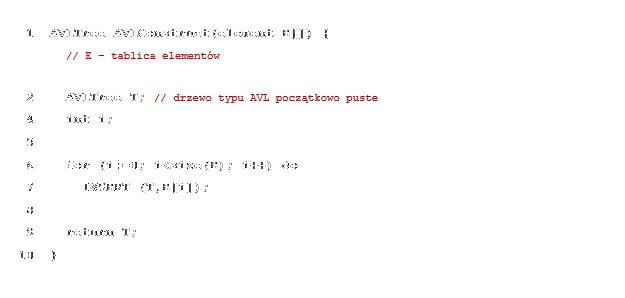 1 AVLTree AVLConstruct(element E[]) {
// E – tablica elementów
2 AVLTree T; // drzewo typu AVL początkowo puste
4 int i;
5
6 for (i:=0; i<size(E); i++) do
7 INSERT (T,E[i]);
8
9 return T;
10 }